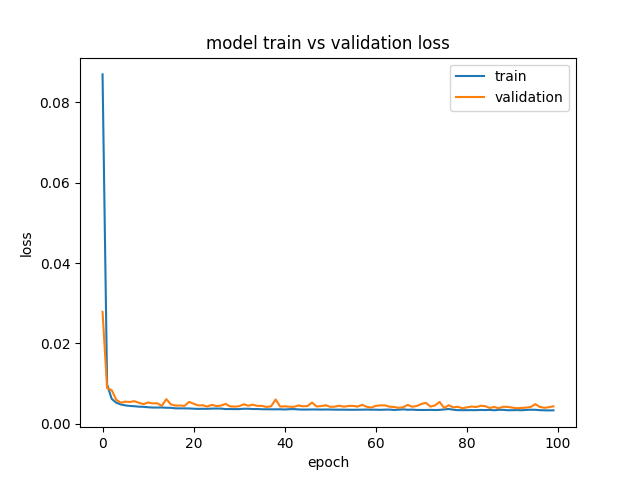 model train vs validation loss
train
validation
0.08
0.06
0.04
0.02
0.00
loss
0 20 40 60 80 100
epoch